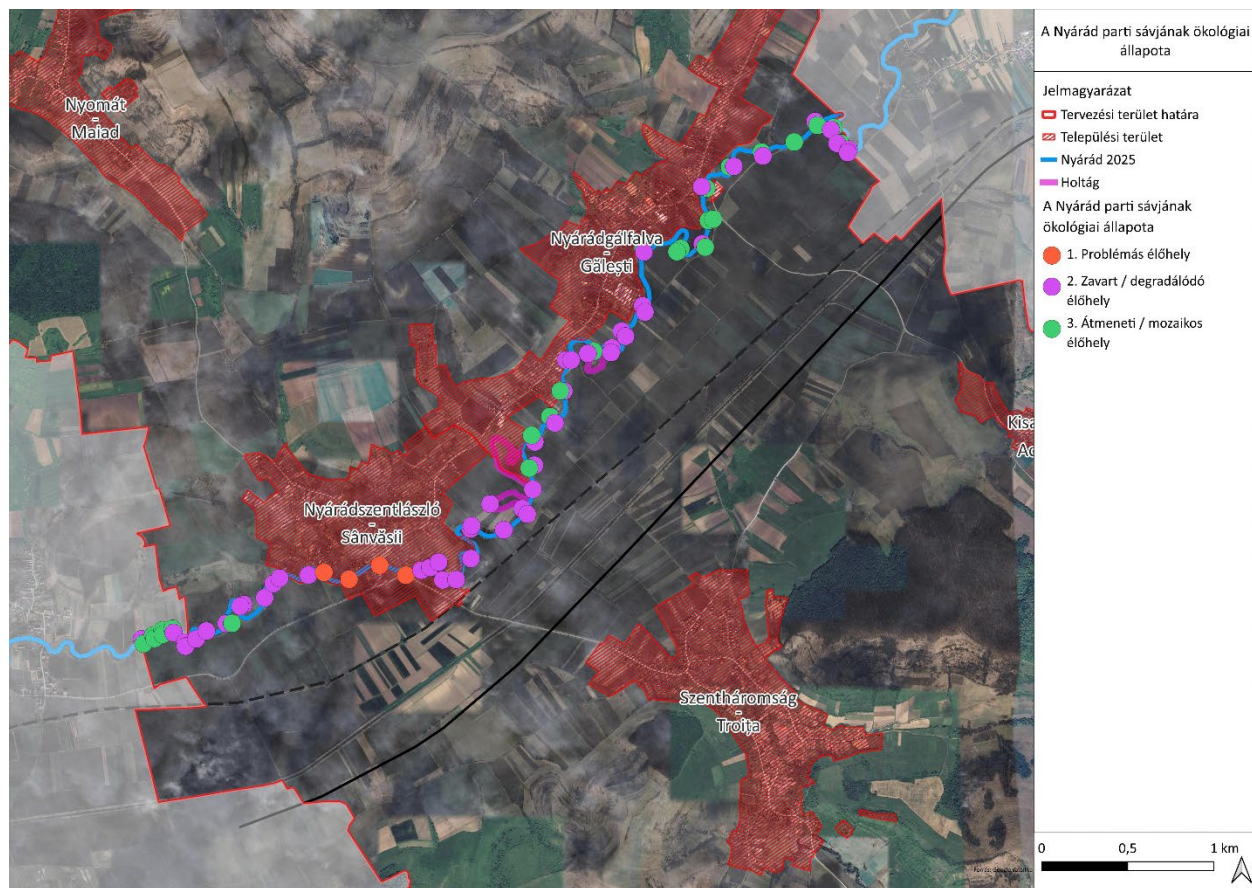 A Nyárád parti sávjának ökológiai
állapota
Jelmagyarázat
Tervezési terület határa
Települési terület
Nyárád 2025
Holtág
A Nyárád parti sávjának
ökológiai állapota
1. Problémás élőhely
2. Zavart / degradálódó
élőhely
3. Átmeneti / mozaikos
élőhely
Nyomát
-
Maiad
Nyárádgálfalva
-
Gălești
Nyárádszentlászló
-
Sânvăsii
Szentháromság
-
Troița
Kisa
Ac
0 0,5 1 km